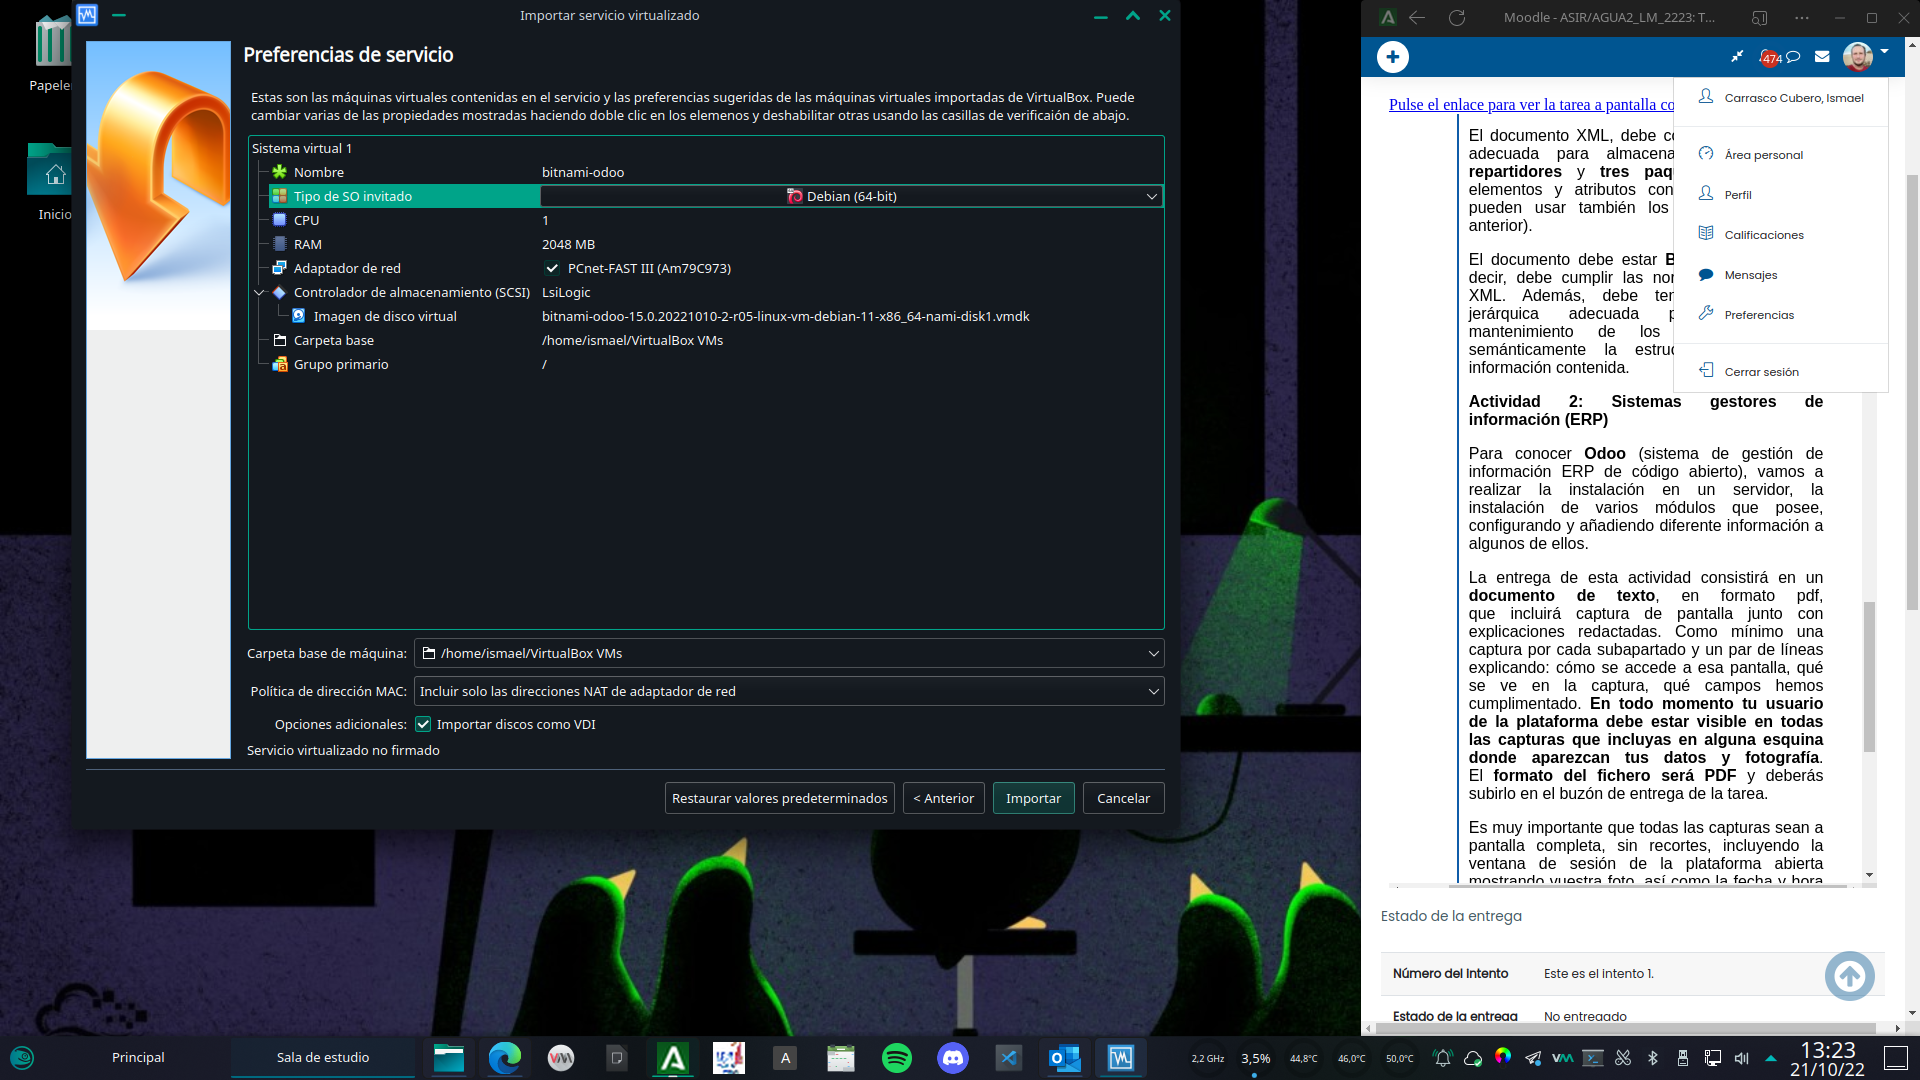 Papeler
Inicio
Importar servicio virtualizado
Preferencias de servicio
Estas son las máquinas virtuales contenidas en el servicio y las preferencias sugeridas de las máquinas virtuales importadas de VirtualBox. Puede
cambiar varias de las propiedades mostradas haciendo doble clic en los elemenos y deshabilitar otras usando las casillas de verificaión de abajo.
Sistema virtual 1
Nombre bitnami-odoo
Tipo de SO invitado Debian (64-bit)
CPU 1
RAM 2048 MB
Adaptador de red PCnet-FAST III (Am79C973)
Controlador de almacenamiento (SCSI) LsiLogic
Imagen de disco virtual bitnami-odoo-15.0.20221010-2-r05-linux-vm-debian-11-x86_64-nami-disk1.vmdk
Carpeta base /home/ismael/VirtualBox VMs
Grupo primario /
Carpeta base de máquina: /home/ismael/VirtualBox VMs
Política de dirección MAC: Incluir solo las direcciones NAT de adaptador de red
Opciones adicionales: Importar discos como VDI
Servicio virtualizado no firmado
Restaurar valores predeterminados < Anterior Importar Cancelar
Moodle - ASIR/AGUA2_LM_2223: T...
474
Pulse el enlace para ver la tarea a pantalla co
Carrasco Cubero, Ismael
Área personal
Perfil
Calificaciones
Mensajes
Preferencias
Cerrar sesión
El documento XML, debe co
adecuada para almacena
repartidores y tres paq
elementos y atributos con
pueden usar también los
anterior).
El documento debe estar B
decir, debe cumplir las nor
XML. Además, debe ten
jerárquica adecuada p
mantenimiento de los
semánticamente la estruc
información contenida.
Actividad 2: Sistemas gestores de
información (ERP)
Para conocer Odoo (sistema de gestión de
información ERP de código abierto), vamos a
realizar la instalación en un servidor, la
instalación de varios módulos que posee,
configurando y añadiendo diferente información a
algunos de ellos.
La entrega de esta actividad consistirá en un
documento de texto, en formato pdf,
que incluirá captura de pantalla junto con
explicaciones redactadas. Como mínimo una
captura por cada subapartado y un par de líneas
explicando: cómo se accede a esa pantalla, qué
se ve en la captura, qué campos hemos
cumplimentado. En todo momento tu usuario
de la plataforma debe estar visible en todas
las capturas que incluyas en alguna esquina
donde aparezcan tus datos y fotografía.
El formato del fichero será PDF y deberás
subirlo en el buzón de entrega de la tarea.
Es muy importante que todas las capturas sean a
pantalla completa, sin recortes, incluyendo la
ventana de sesión de la plataforma abierta
mostrando vuestra foto, así como la fecha y hora
Estado de la entrega
Número del intento Este es el intento 1.
Estado de la entrega No entregado
Principal
Sala de estudio
2,2 GHz
3,5%
44,8°C
46,0°C
50,0°C
13:23
21/10/22